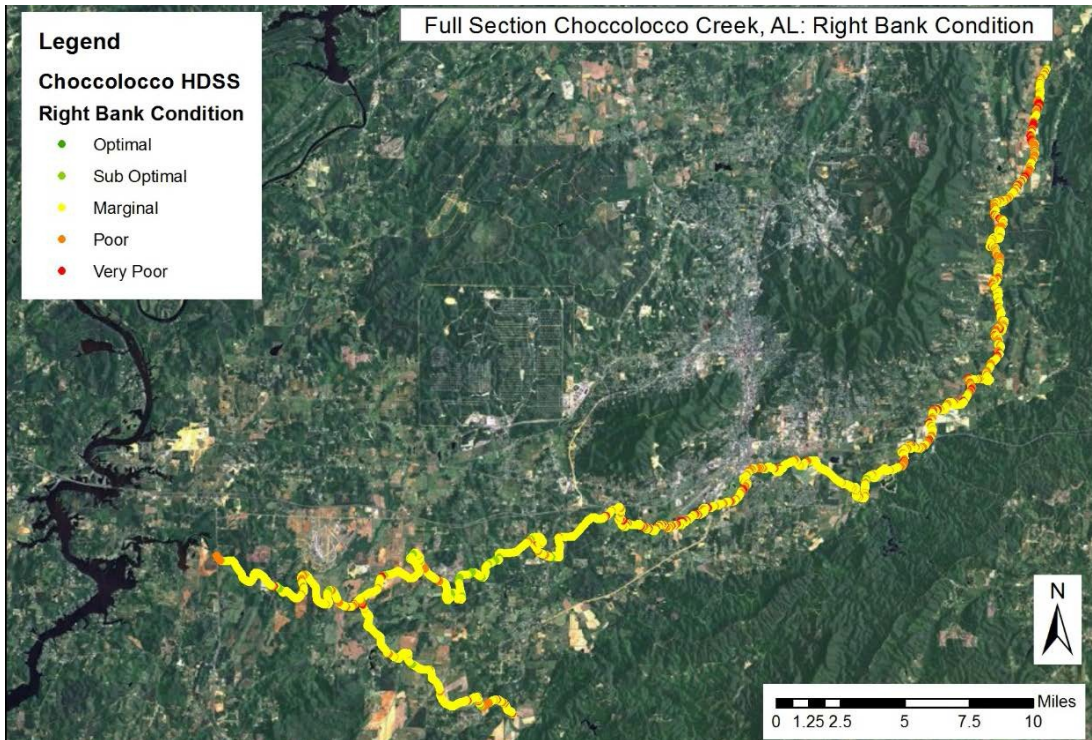 Full Section Choccolocco Creek, AL: Right Bank Condition
Legend
Choccolocco HDSS
Right Bank Condition
Optimal
Sub Optimal
Marginal
Poor
Very Poor
N
Miles
0 1.25 2.5 5 7.5 10